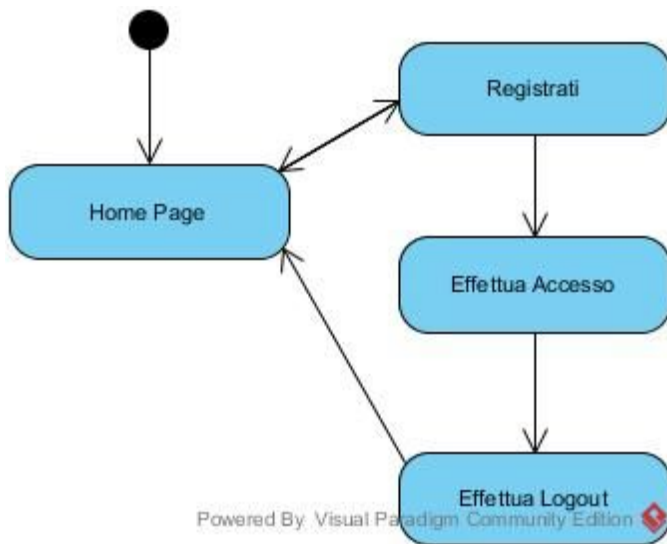 Registrati
Home Page
Effettua Accesso
Effettua Logout
Powered By Visual Paradigm Community Edition